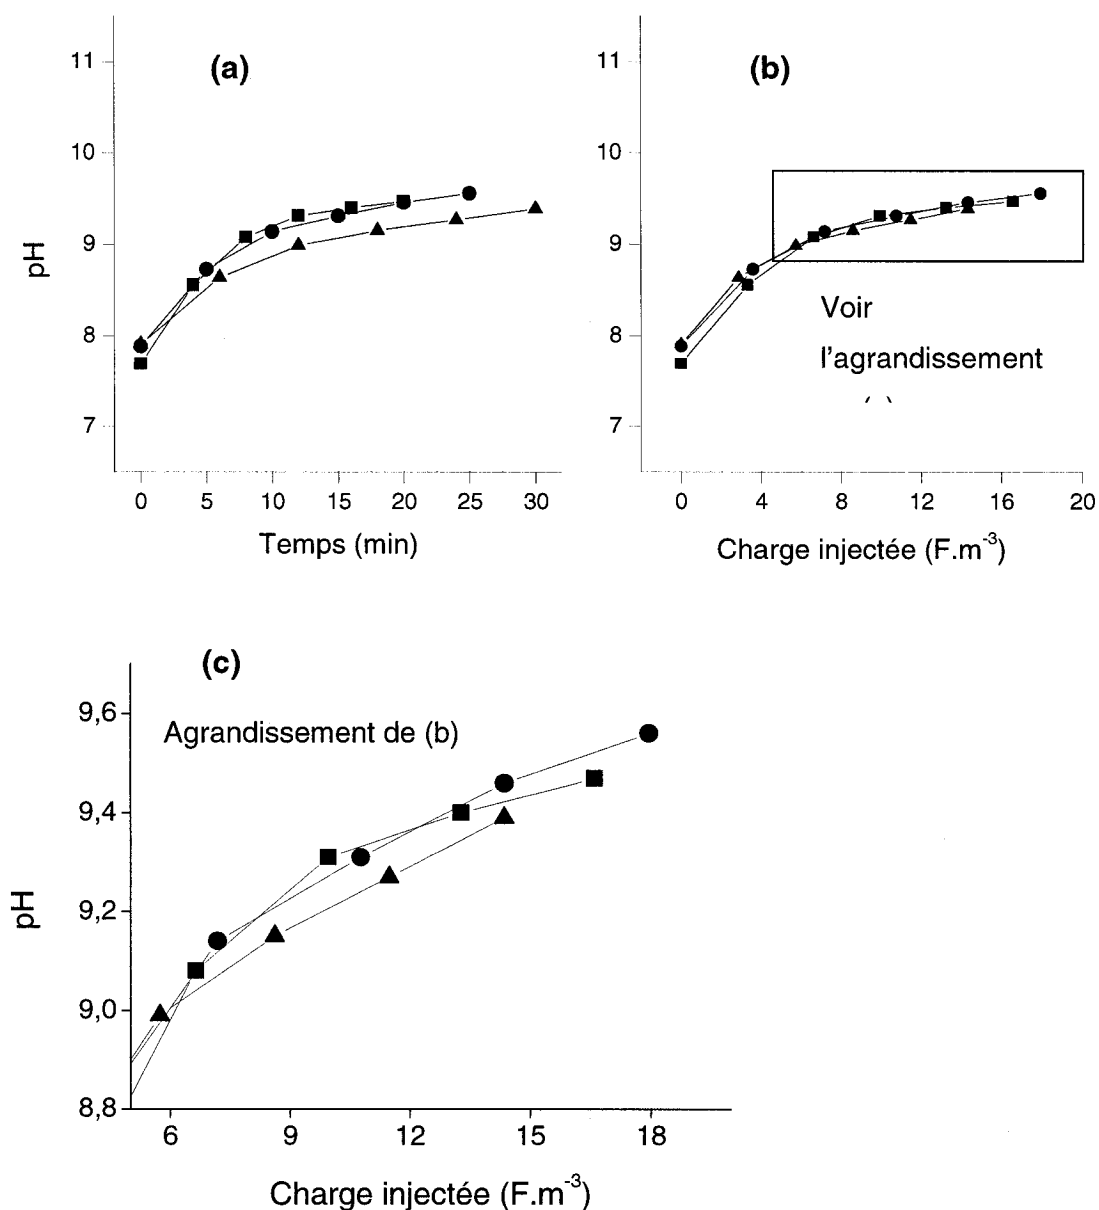 (a)
11
10
9
8
7
pH
0 5 10 15 20 25 30
Temps (min)
(b)
11
10
9
8
7
Voir
l'agrandissement
0 4 8 12 16 20
Charge injectée (F.m-3)
(c)
Agrandissement de (b)
9,6
9,4
9,2
9,0
8,8
pH
6 9 12 15 18
Charge injectée (F.m-3)